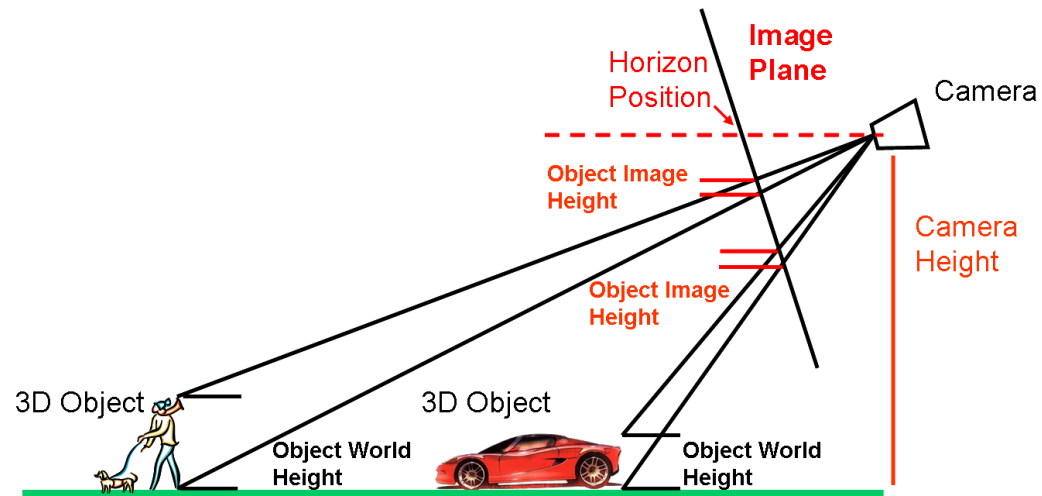 Image
Plane
Horizon
Position
Camera
Object Image
Height
Camera
Height
Object Image
Height
3D Object
3D Object
Object World
Height
Object World
Height